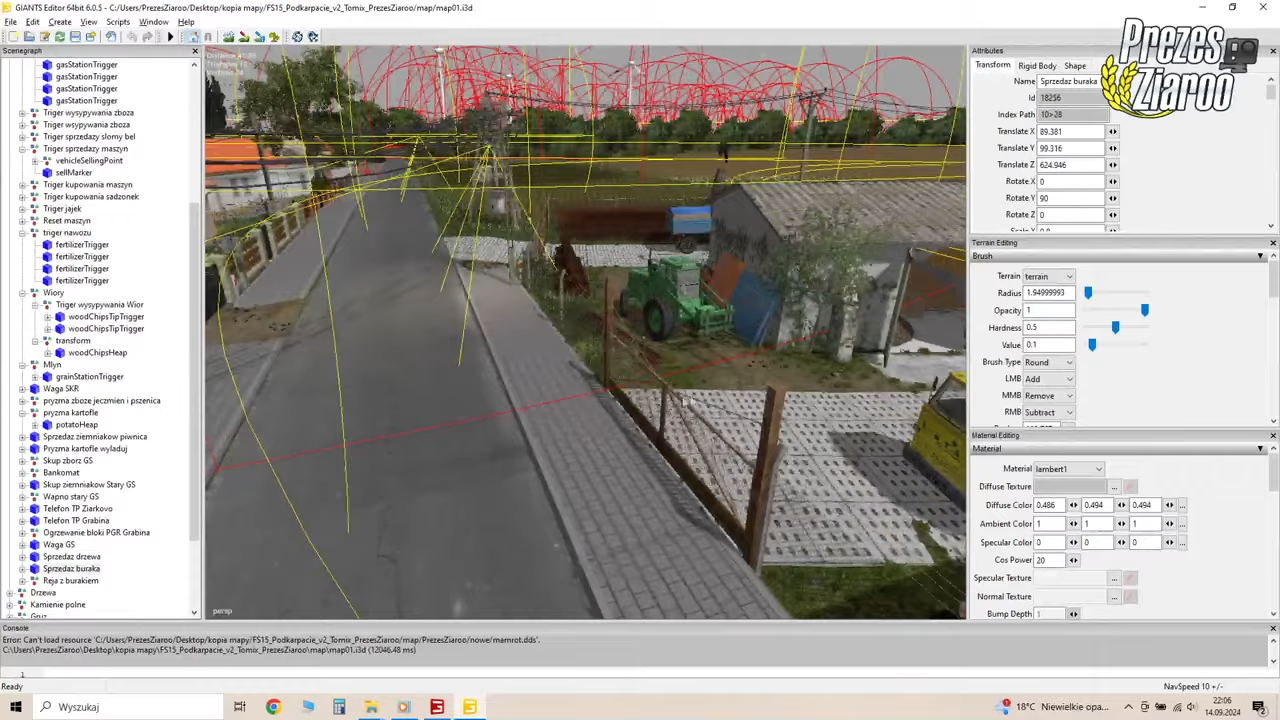 GIANTS Editor 64bit 6.0.5 - C:/Users/PrezesZiaroo/Desktop/kopia mapy/FS15_Podkarpacie_v2_Tomix_PrezesZiaroo/map/map01.i3d
File Edit Create View Scripts Window Help
Scenegraph
gasStationTrigger
gasStationTrigger
gasStationTrigger
gasStationTrigger
Triger wysypywania zboza
Triger wsypywania zboza
Triger sprzedazy slomy bel
Triger sprzedazy maszyn
vehicleSellingPoint
sellMarker
Triger kupowania maszyn
Triger kupowania sadzonek
Triger jajek
Reset maszyn
triger nawozu
fertilizerTrigger
fertilizerTrigger
fertilizerTrigger
fertilizerTrigger
Wiory
Triger wysypywania Wior
woodChipsTipTrigger
woodChipsTipTrigger
transform
woodChipsHeap
Mlyn
grainStationTrigger
Waga SKR
pryzma zboze jeczmien i pszenica
pryzma kartofle
potatoHeap
Sprzedaz ziemniakow piwnica
Pryzma kartofle wyladuj
Skup zborz GS
Bankomat
Skup ziemniakow Stary GS
Wapno stary GS
Telefon TP Ziarkovo
Telefon TP Grabina
Ogrzewanie bloki PGR Grabina
Waga GS
Sprzedaz drzewa
Sprzedaz buraka
Reja z burakiem
Drzewa
Kamienie polne
Gruz
persp
Prezes
Ziaroo
Attributes
Transform Rigid Body Shape
Name Sprzedaz buraka
Id 18256
Index Path 10>28
Translate X 89.381
Translate Y 99.316
Translate Z 624.946
Rotate X 0
Rotate Y 90
Rotate Z 0
Terrain Editing
Brush
Terrain terrain
Radius 1.94999993
Opacity 1
Hardness 0.5
Value 0.1
Brush Type Round
LMB Add
MMB Remove
RMB Subtract
Material Editing
Material
Material lambert1
Diffuse Texture ...
Diffuse Color 0.486 0.494 0.494 ...
Ambient Color 1 1 1 ...
Specular Color 0 0 0 ...
Cos Power 20
Specular Texture ...
Normal Texture ...
Bump Depth 1
Console
Error: Can't load resource 'C:/Users/PrezesZiaroo/Desktop/kopia mapy/FS15_Podkarpacie_v2_Tomix_PrezesZiaroo/map/PrezesZiaroo/nowe/mamrot.dds'.
C:\Users\PrezesZiaroo\Desktop\kopia mapy\FS15_Podkarpacie_v2_Tomix_PrezesZiaroo\map\map01.i3d (12046.48 ms)
1
Ready
NavSpeed 10 +/-
Wyszukaj
18°C Niewielkie opa...
22:06
14.09.2024